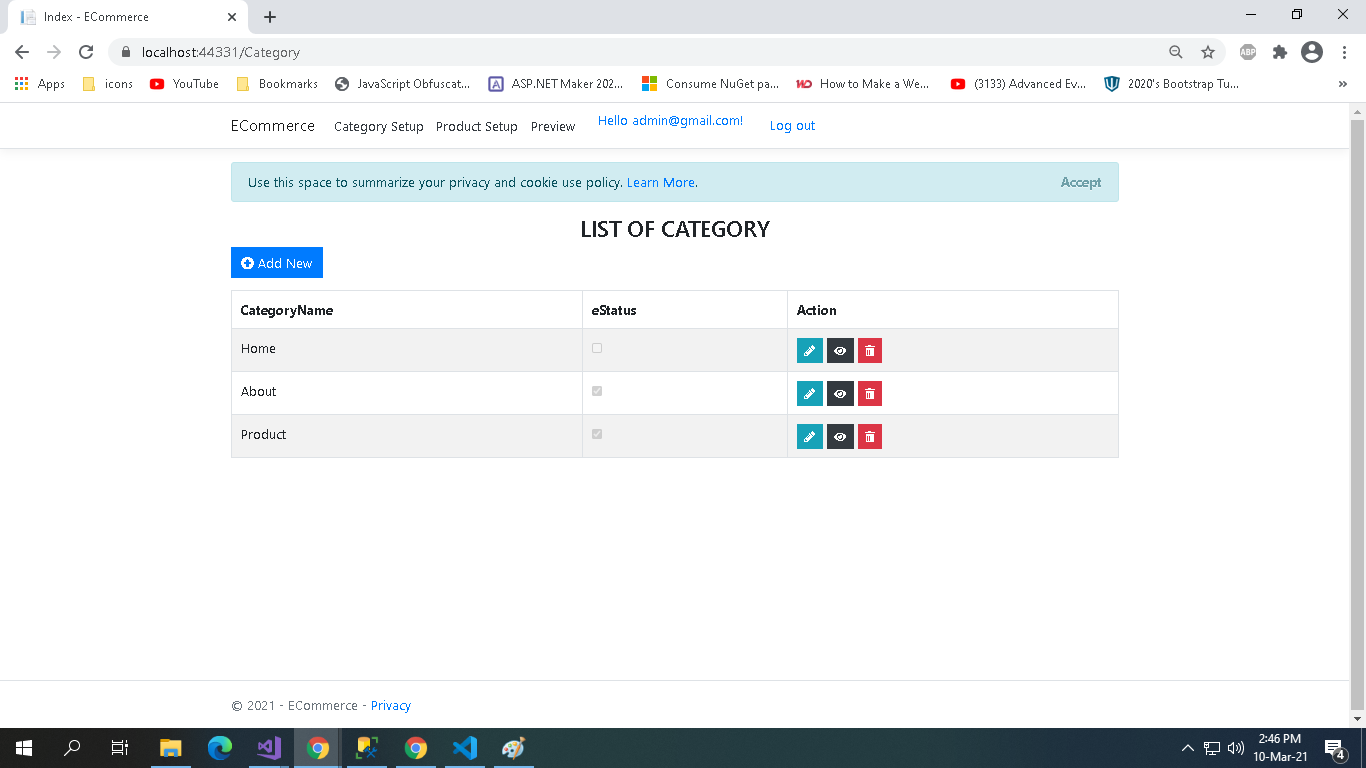 Index - ECommerce
localhost:44331/Category
ABP
Apps icons YouTube Bookmarks JavaScript Obfuscat... ASP.NET Maker 202... Consume NuGet pa... How to Make a We... (3133) Advanced Ev... 2020's Bootstrap Tu... »
ECommerce Category Setup Product Setup Preview Hello admin@gmail.com! Log out
Use this space to summarize your privacy and cookie use policy. Learn More. Accept
LIST OF CATEGORY
Add New
CategoryName eStatus Action
Home
About
Product
© 2021 - ECommerce - Privacy
2:46 PM
10-Mar-21
4